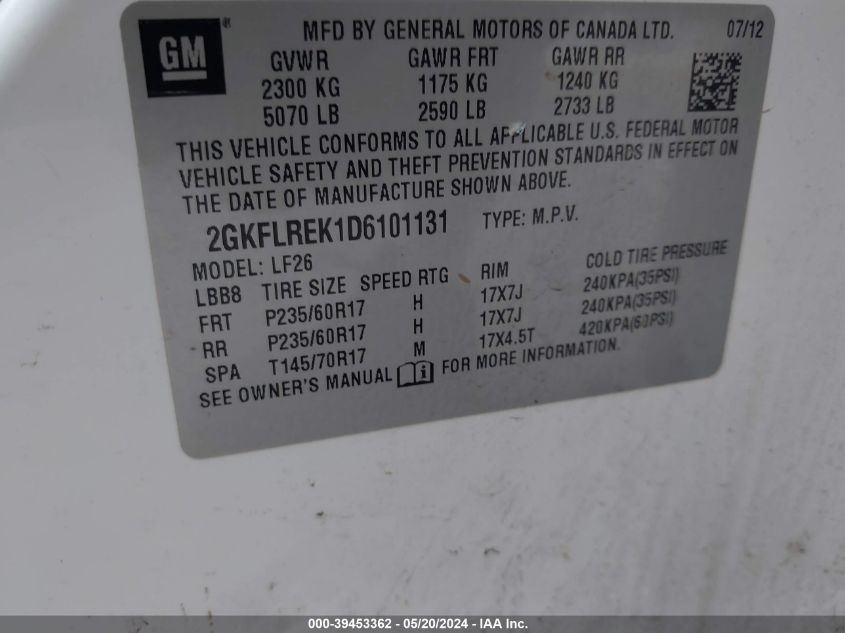 GM ®
MFD BY GENERAL MOTORS OF CANADA LTD. 07/12
GVWR GAWR FRT GAWR RR
2300 KG 1175 KG 1240 KG
5070 LB 2590 LB 2733 LB
THIS VEHICLE CONFORMS TO ALL APPLICABLE U.S. FEDERAL MOTOR
VEHICLE SAFETY AND THEFT PREVENTION STANDARDS IN EFFECT ON
THE DATE OF MANUFACTURE SHOWN ABOVE.
2GKFLREK1D6101131 TYPE: M.P.V.
MODEL: LF26
LBB8 TIRE SIZE SPEED RTG RIM COLD TIRE PRESSURE
FRT P235/60R17 H 17X7J 240KPA(35PSI)
RR P235/60R17 H 17X7J 240KPA(35PSI)
SPA T145/70R17 M 17X4.5T 420KPA(60PSI)
SEE OWNER'S MANUAL i FOR MORE INFORMATION.
000-39453362 - 05/20/2024 - IAA Inc.